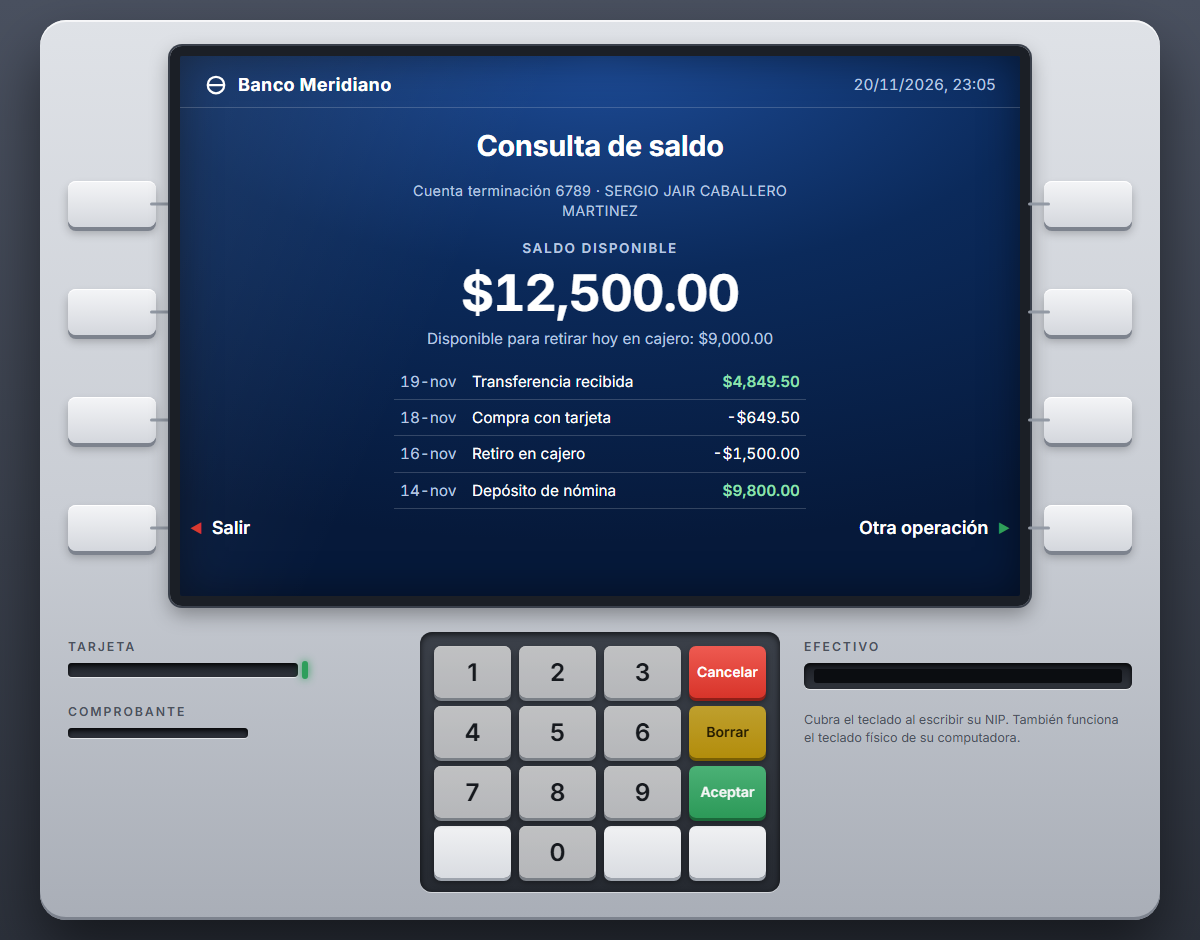 Banco Meridiano
20/11/2026, 23:05
Consulta de saldo
Cuenta terminación 6789 · SERGIO JAIR CABALLERO
MARTINEZ
SALDO DISPONIBLE
$12,500.00
Disponible para retirar hoy en cajero: $9,000.00
19-nov Transferencia recibida $4,849.50
18-nov Compra con tarjeta -$649.50
16-nov Retiro en cajero -$1,500.00
14-nov Depósito de nómina $9,800.00
◀ Salir
Otra operación ▶
TARJETA
COMPROBANTE
1 2 3 Cancelar
4 5 6 Borrar
7 8 9 Aceptar
0
EFECTIVO
Cubra el teclado al escribir su NIP. También funciona
el teclado físico de su computadora.